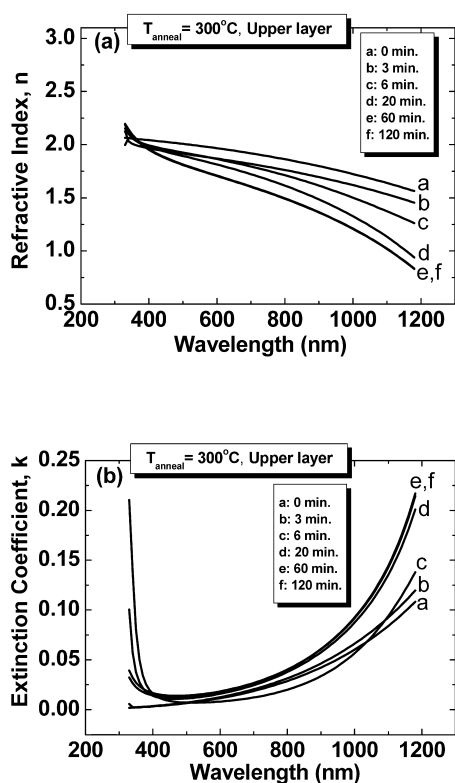 (a)
T anneal = 300°C, Upper layer
a: 0 min.
b: 3 min.
c: 6 min.
d: 20 min.
e: 60 min.
f: 120 min.
Refractive Index, n
3.0
2.5
2.0
1.5
1.0
0.5
a
b
c
d
e,f
200 400 600 800 1000 1200
Wavelength (nm)
(b)
T anneal = 300°C, Upper layer
a: 0 min.
b: 3 min.
c: 6 min.
d: 20 min.
e: 60 min.
f: 120 min.
Extinction Coefficient, k
0.25
0.20
0.15
0.10
0.05
0.00
e,f
d
c
b
a
200 400 600 800 1000 1200
Wavelength (nm)